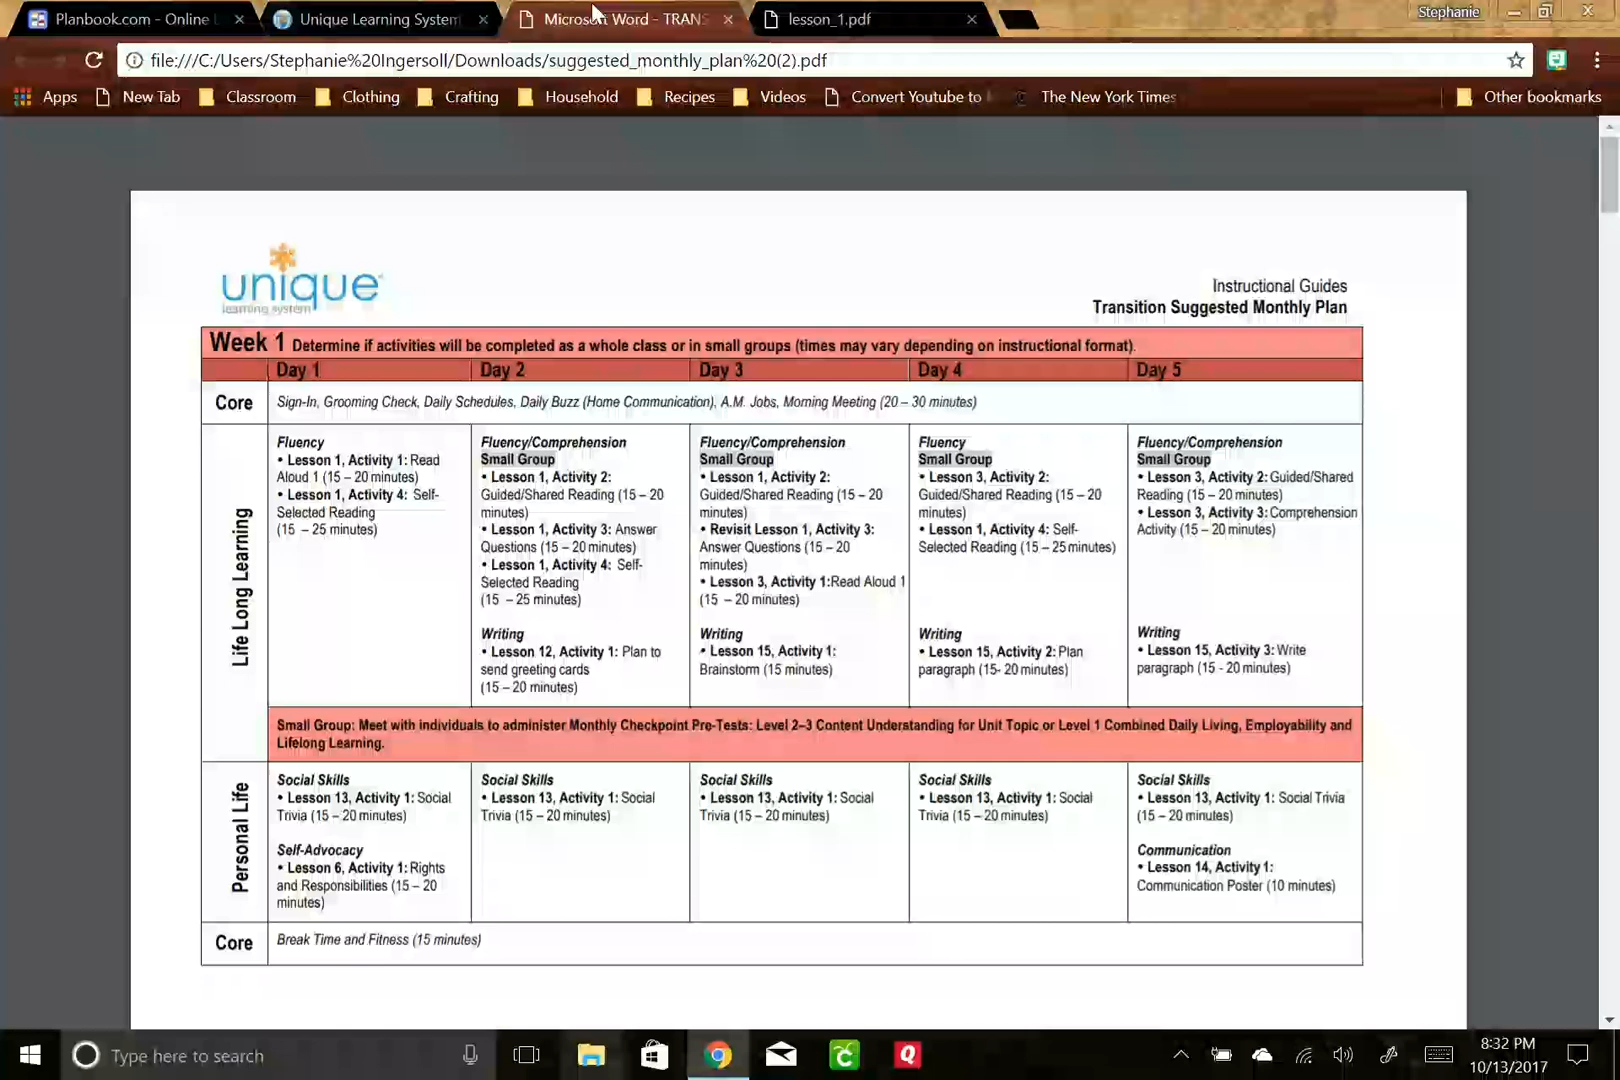 Planbook.com - Online L
Unique Learning System
Microsoft Word - TRANS
lesson_1.pdf
Stephanie
file:///C:/Users/Stephanie%20Ingersoll/Downloads/suggested_monthly_plan%20(2).pdf
Apps
New Tab
Classroom
Clothing
Crafting
Household
Recipes
Videos
Convert Youtube to
The New York Times
Other bookmarks
unique
learning system
Instructional Guides
Transition Suggested Monthly Plan
Week 1 Determine if activities will be completed as a whole class or in small groups (times may vary depending on instructional format).
Day 1
Day 2
Day 3
Day 4
Day 5
Core
Sign-In, Grooming Check, Daily Schedules, Daily Buzz (Home Communication), A.M. Jobs, Morning Meeting (20 – 30 minutes)
Life Long Learning
Fluency
• Lesson 1, Activity 1: Read
Aloud 1 (15 – 20 minutes)
• Lesson 1, Activity 4: Self-
Selected Reading
(15 – 25 minutes)
Fluency/Comprehension
Small Group
• Lesson 1, Activity 2:
Guided/Shared Reading (15 – 20
minutes)
• Lesson 1, Activity 3: Answer
Questions (15 – 20 minutes)
• Lesson 1, Activity 4: Self-
Selected Reading
(15 – 25 minutes)
Writing
• Lesson 12, Activity 1: Plan to
send greeting cards
(15 – 20 minutes)
Fluency/Comprehension
Small Group
• Lesson 1, Activity 2:
Guided/Shared Reading (15 – 20
minutes)
• Revisit Lesson 1, Activity 3:
Answer Questions (15 – 20
minutes)
• Lesson 3, Activity 1:Read Aloud 1
(15 – 20 minutes)
Writing
• Lesson 15, Activity 1:
Brainstorm (15 minutes)
Fluency
Small Group
• Lesson 3, Activity 2:
Guided/Shared Reading (15 – 20
minutes)
• Lesson 1, Activity 4: Self-
Selected Reading (15 – 25 minutes)
Writing
• Lesson 15, Activity 2: Plan
paragraph (15- 20 minutes)
Fluency/Comprehension
Small Group
• Lesson 3, Activity 2: Guided/Shared
Reading (15 – 20 minutes)
• Lesson 3, Activity 3: Comprehension
Activity (15 – 20 minutes)
Writing
• Lesson 15, Activity 3: Write
paragraph (15 - 20 minutes)
Small Group: Meet with individuals to administer Monthly Checkpoint Pre-Tests: Level 2–3 Content Understanding for Unit Topic or Level 1 Combined Daily Living, Employability and
Lifelong Learning.
Personal Life
Social Skills
• Lesson 13, Activity 1: Social
Trivia (15 – 20 minutes)
Self-Advocacy
• Lesson 6, Activity 1: Rights
and Responsibilities (15 – 20
minutes)
Social Skills
• Lesson 13, Activity 1: Social
Trivia (15 – 20 minutes)
Social Skills
• Lesson 13, Activity 1: Social
Trivia (15 – 20 minutes)
Social Skills
• Lesson 13, Activity 1: Social
Trivia (15 – 20 minutes)
Social Skills
• Lesson 13, Activity 1: Social Trivia
(15 – 20 minutes)
Communication
• Lesson 14, Activity 1:
Communication Poster (10 minutes)
Core
Break Time and Fitness (15 minutes)
Type here to search
8:32 PM
10/13/2017